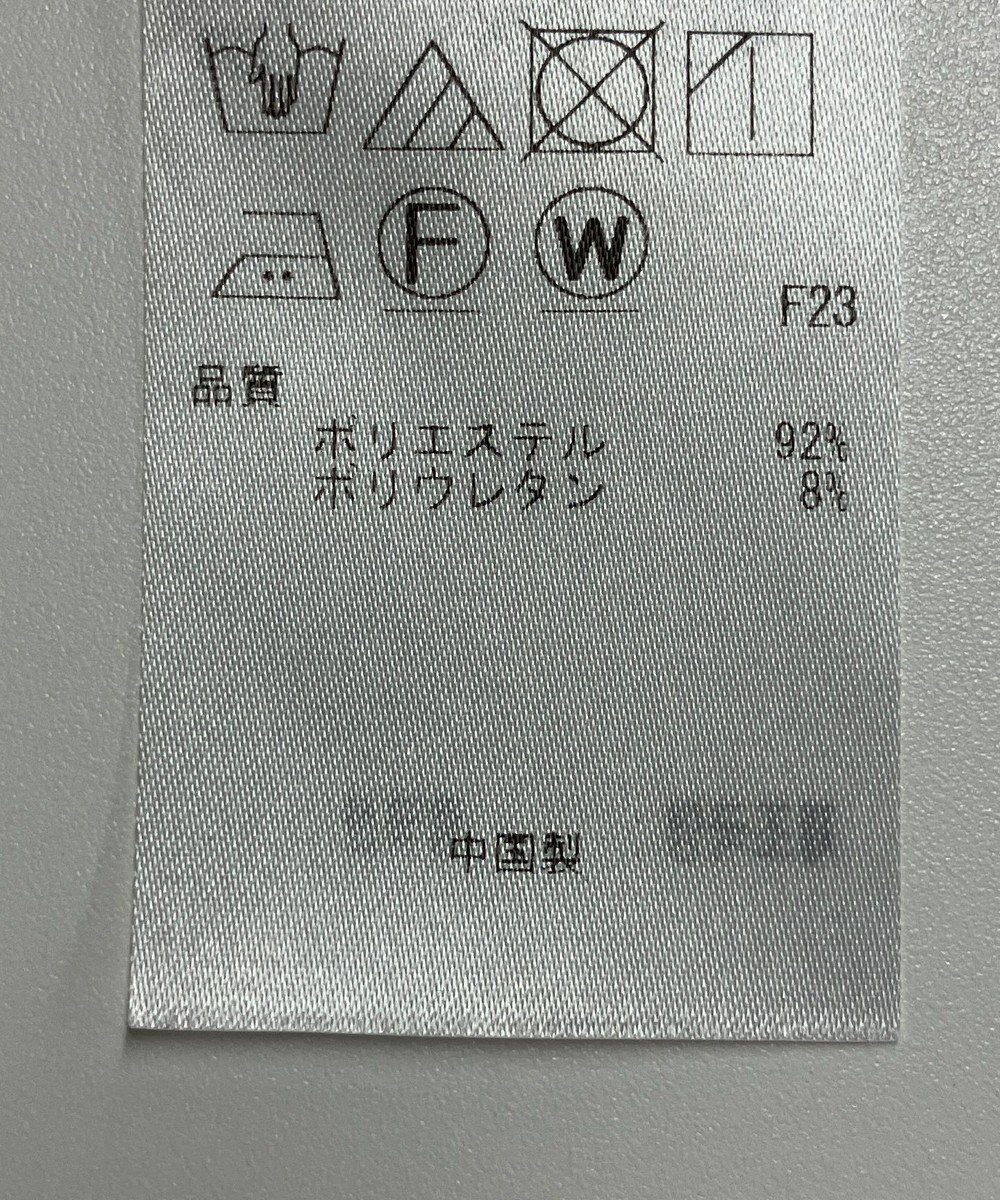 F W
F23
品質
ポリエステル 92%
ポリウレタン 8%
中国製